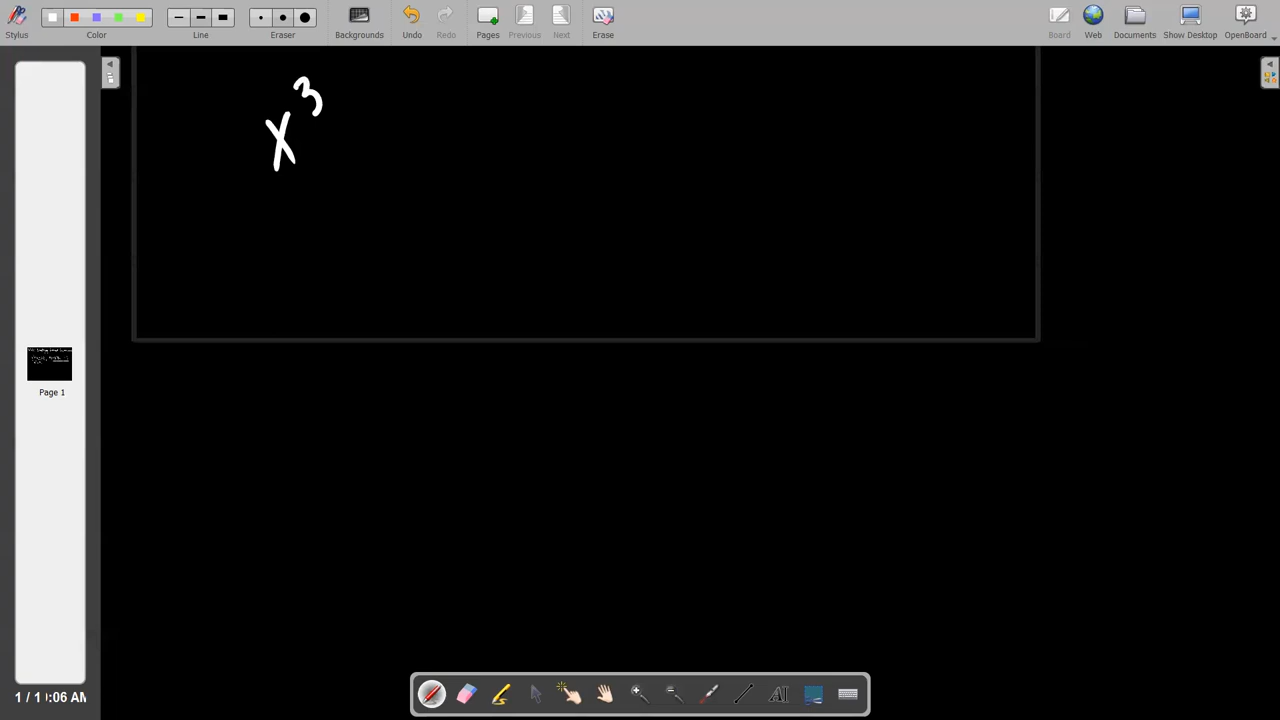 Stylus Color Line Eraser Backgrounds Undo Redo Pages Previous Next Erase Board Web Documents Show Desktop OpenBoard
x³
Page 1